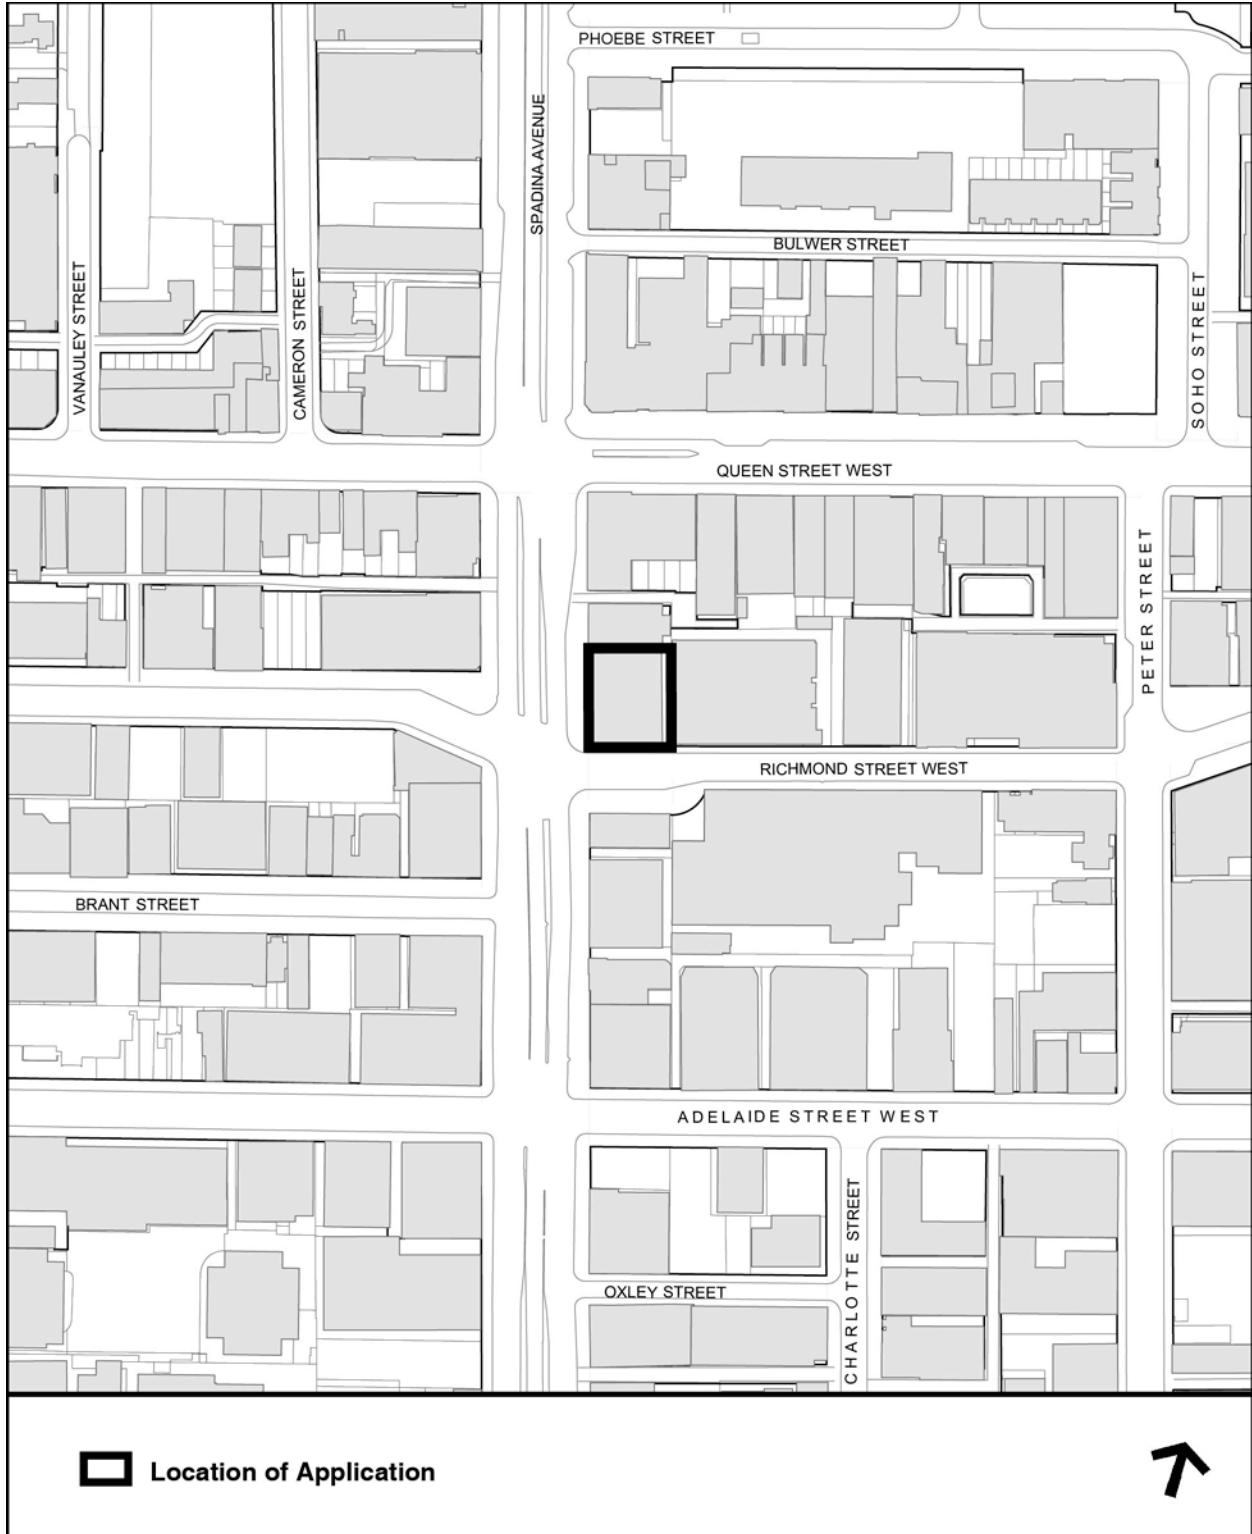 PHOEBE STREET
SPADINA AVENUE
BULWER STREET
VANAULEY STREET
CAMERON STREET
SOHO STREET
QUEEN STREET WEST
PETER STREET
RICHMOND STREET WEST
BRANT STREET
ADELAIDE STREET WEST
CHARLOTTE STREET
OXLEY STREET
Location of Application